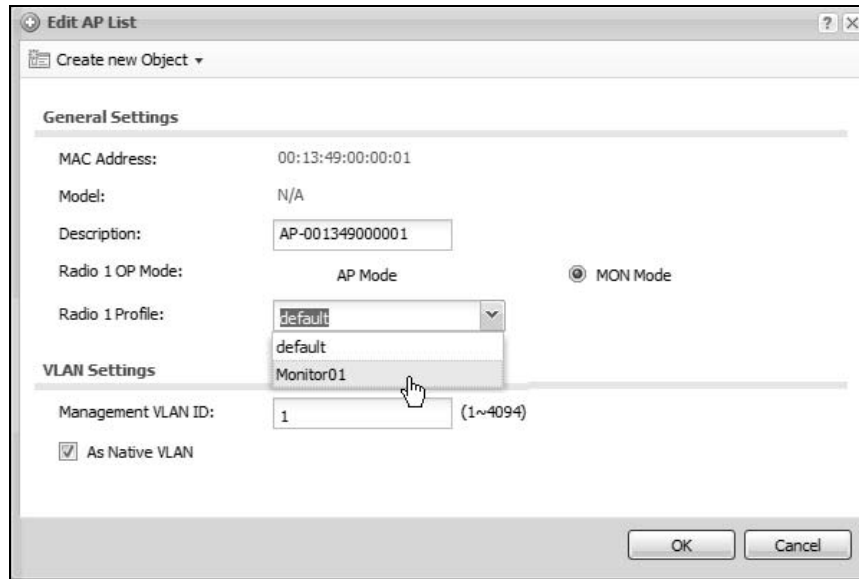 Edit AP List
Create new Object
General Settings
MAC Address: 00:13:49:00:00:01
Model: N/A
Description: AP-001349000001
Radio 1 OP Mode: AP Mode MON Mode
Radio 1 Profile: default
default
Monitor01
VLAN Settings
Management VLAN ID: 1 (1~4094)
As Native VLAN
OK Cancel